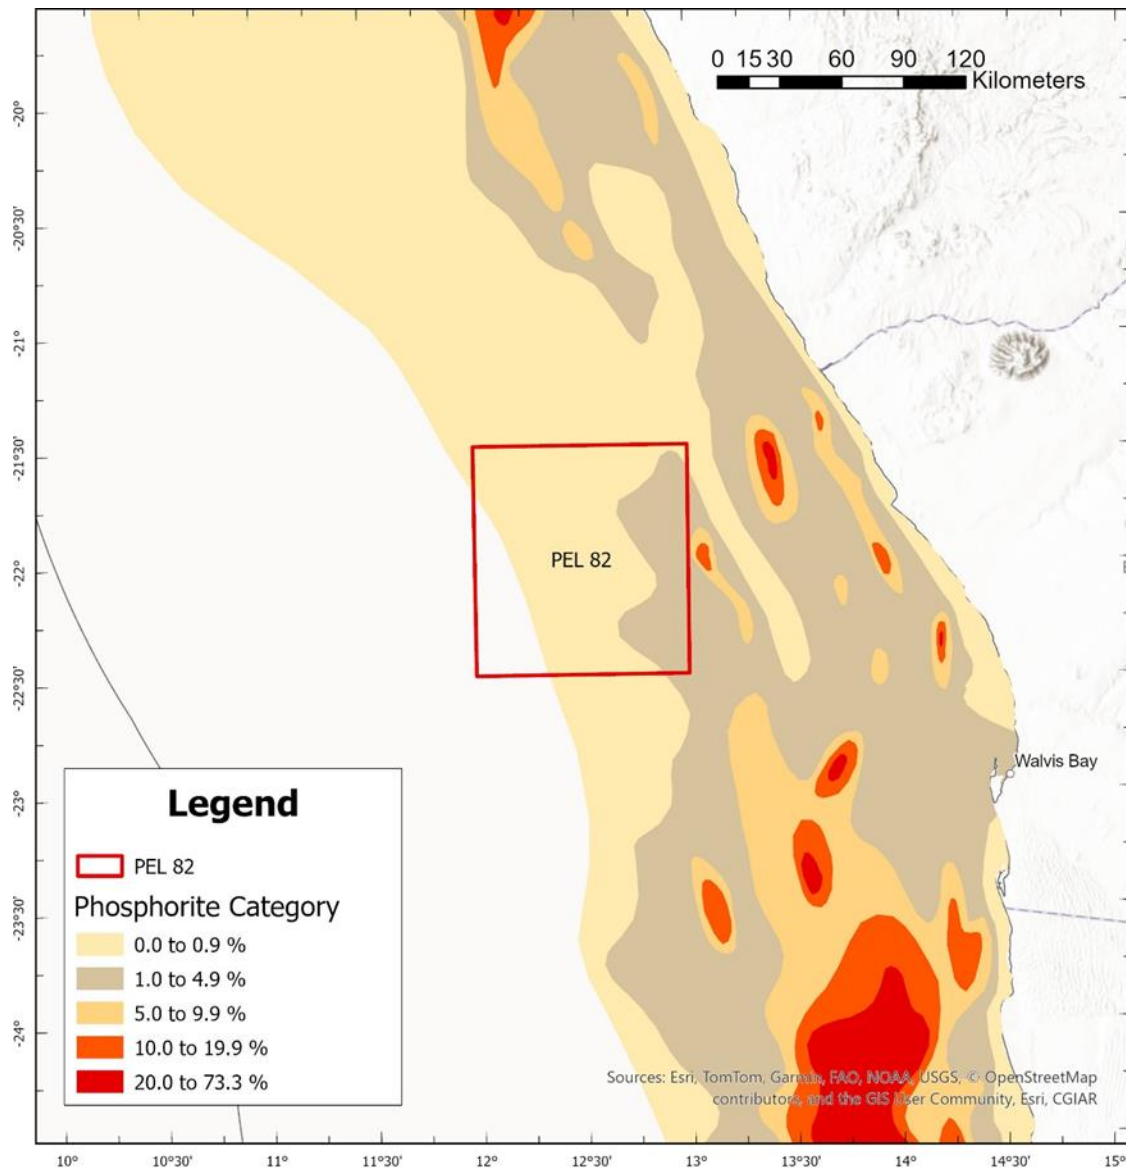 0 15 30 60 90 120
Kilometers
-20°
-20°30'
-21°
-21°30'
-22°
-22°30'
-23°
-23°30'
-24°
PEL 82
Walvis Bay
Legend
PEL 82
Phosphorite Category
0.0 to 0.9 %
1.0 to 4.9 %
5.0 to 9.9 %
10.0 to 19.9 %
20.0 to 73.3 %
Sources: Esri, TomTom, Garmin, FAO, NOAA, USGS, © OpenStreetMap
contributors, and the GIS User Community, Esri, CGIAR
10° 10°30' 11° 11°30' 12° 12°30' 13° 13°30' 14° 14°30'